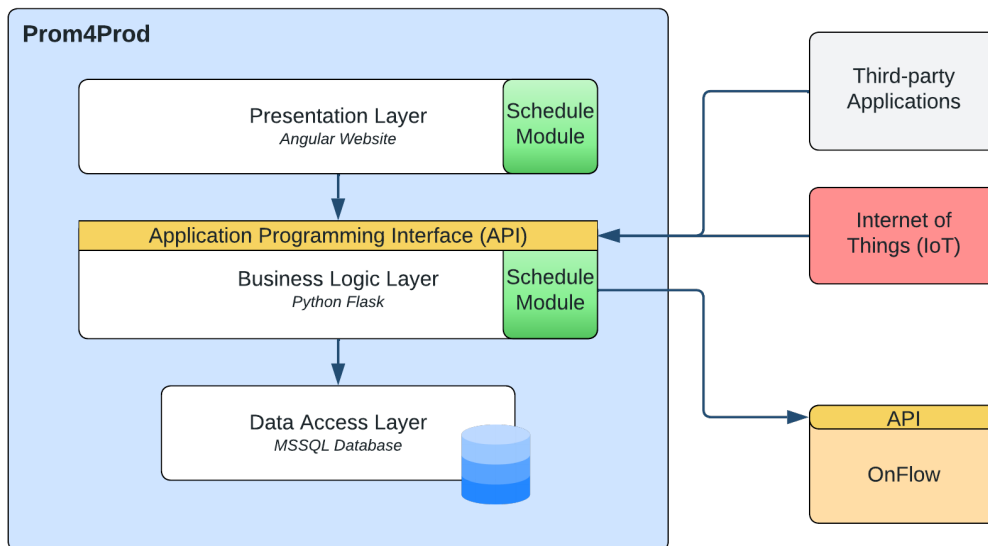 Prom4Prod
Presentation Layer
Angular Website
Schedule
Module
Application Programming Interface (API)
Business Logic Layer
Python Flask
Schedule
Module
Data Access Layer
MSSQL Database
Third-party
Applications
Internet of
Things (IoT)
API
OnFlow